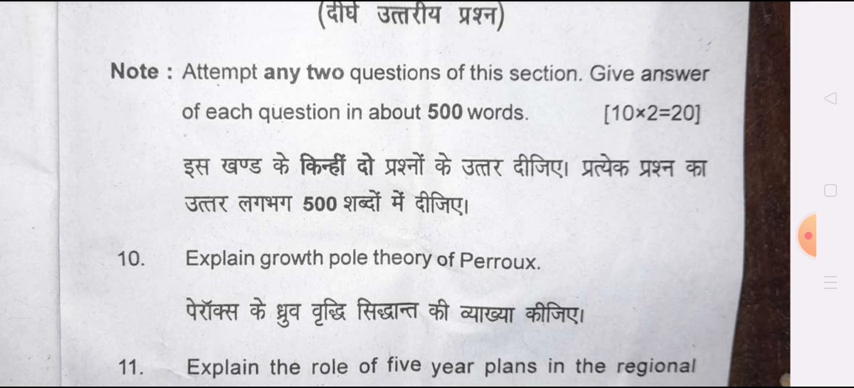 (दीर्घ उत्तरीय प्रश्न)
Note : Attempt any two questions of this section. Give answer
of each question in about 500 words. [10×2=20]
इस खण्ड के किन्हीं दो प्रश्नों के उत्तर दीजिए। प्रत्येक प्रश्न का
उत्तर लगभग 500 शब्दों में दीजिए।
10. Explain growth pole theory of Perroux.
पेरॉक्स के ध्रुव वृद्धि सिद्धान्त की व्याख्या कीजिए।
11. Explain the role of five year plans in the regional